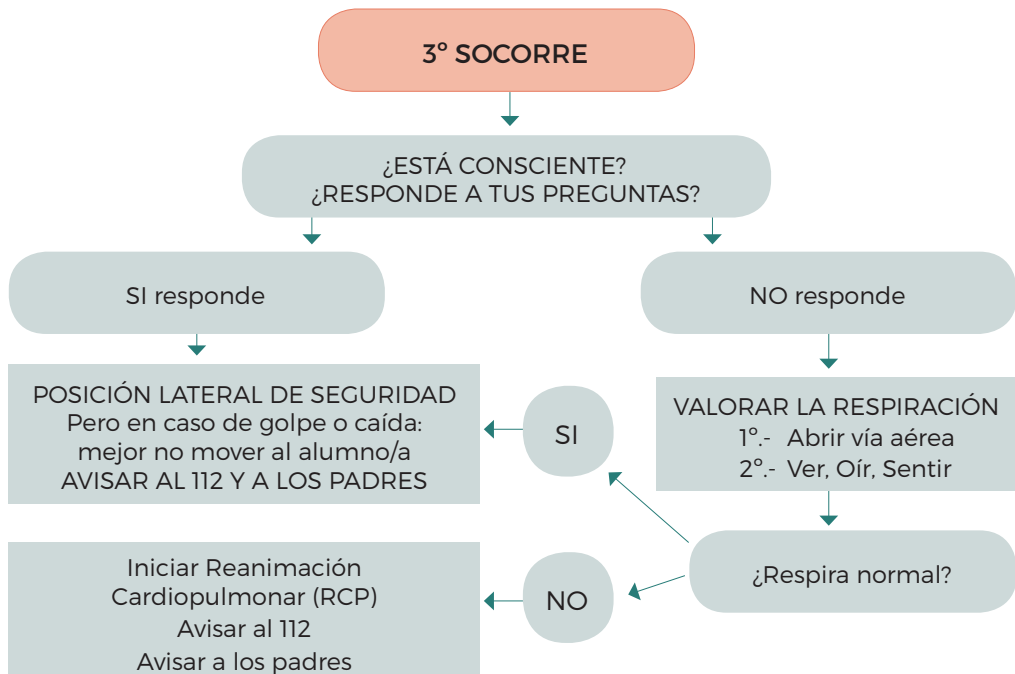 3º SOCORRE
¿ESTÁ CONSCIENTE?
¿RESPONDE A TUS PREGUNTAS?
SI responde
NO responde
POSICIÓN LATERAL DE SEGURIDAD
Pero en caso de golpe o caída:
mejor no mover al alumno/a
AVISAR AL 112 Y A LOS PADRES
SI
VALORAR LA RESPIRACIÓN
1º.- Abrir vía aérea
2º.- Ver, Oír, Sentir
¿Respira normal?
NO
Iniciar Reanimación
Cardiopulmonar (RCP)
Avisar al 112
Avisar a los padres